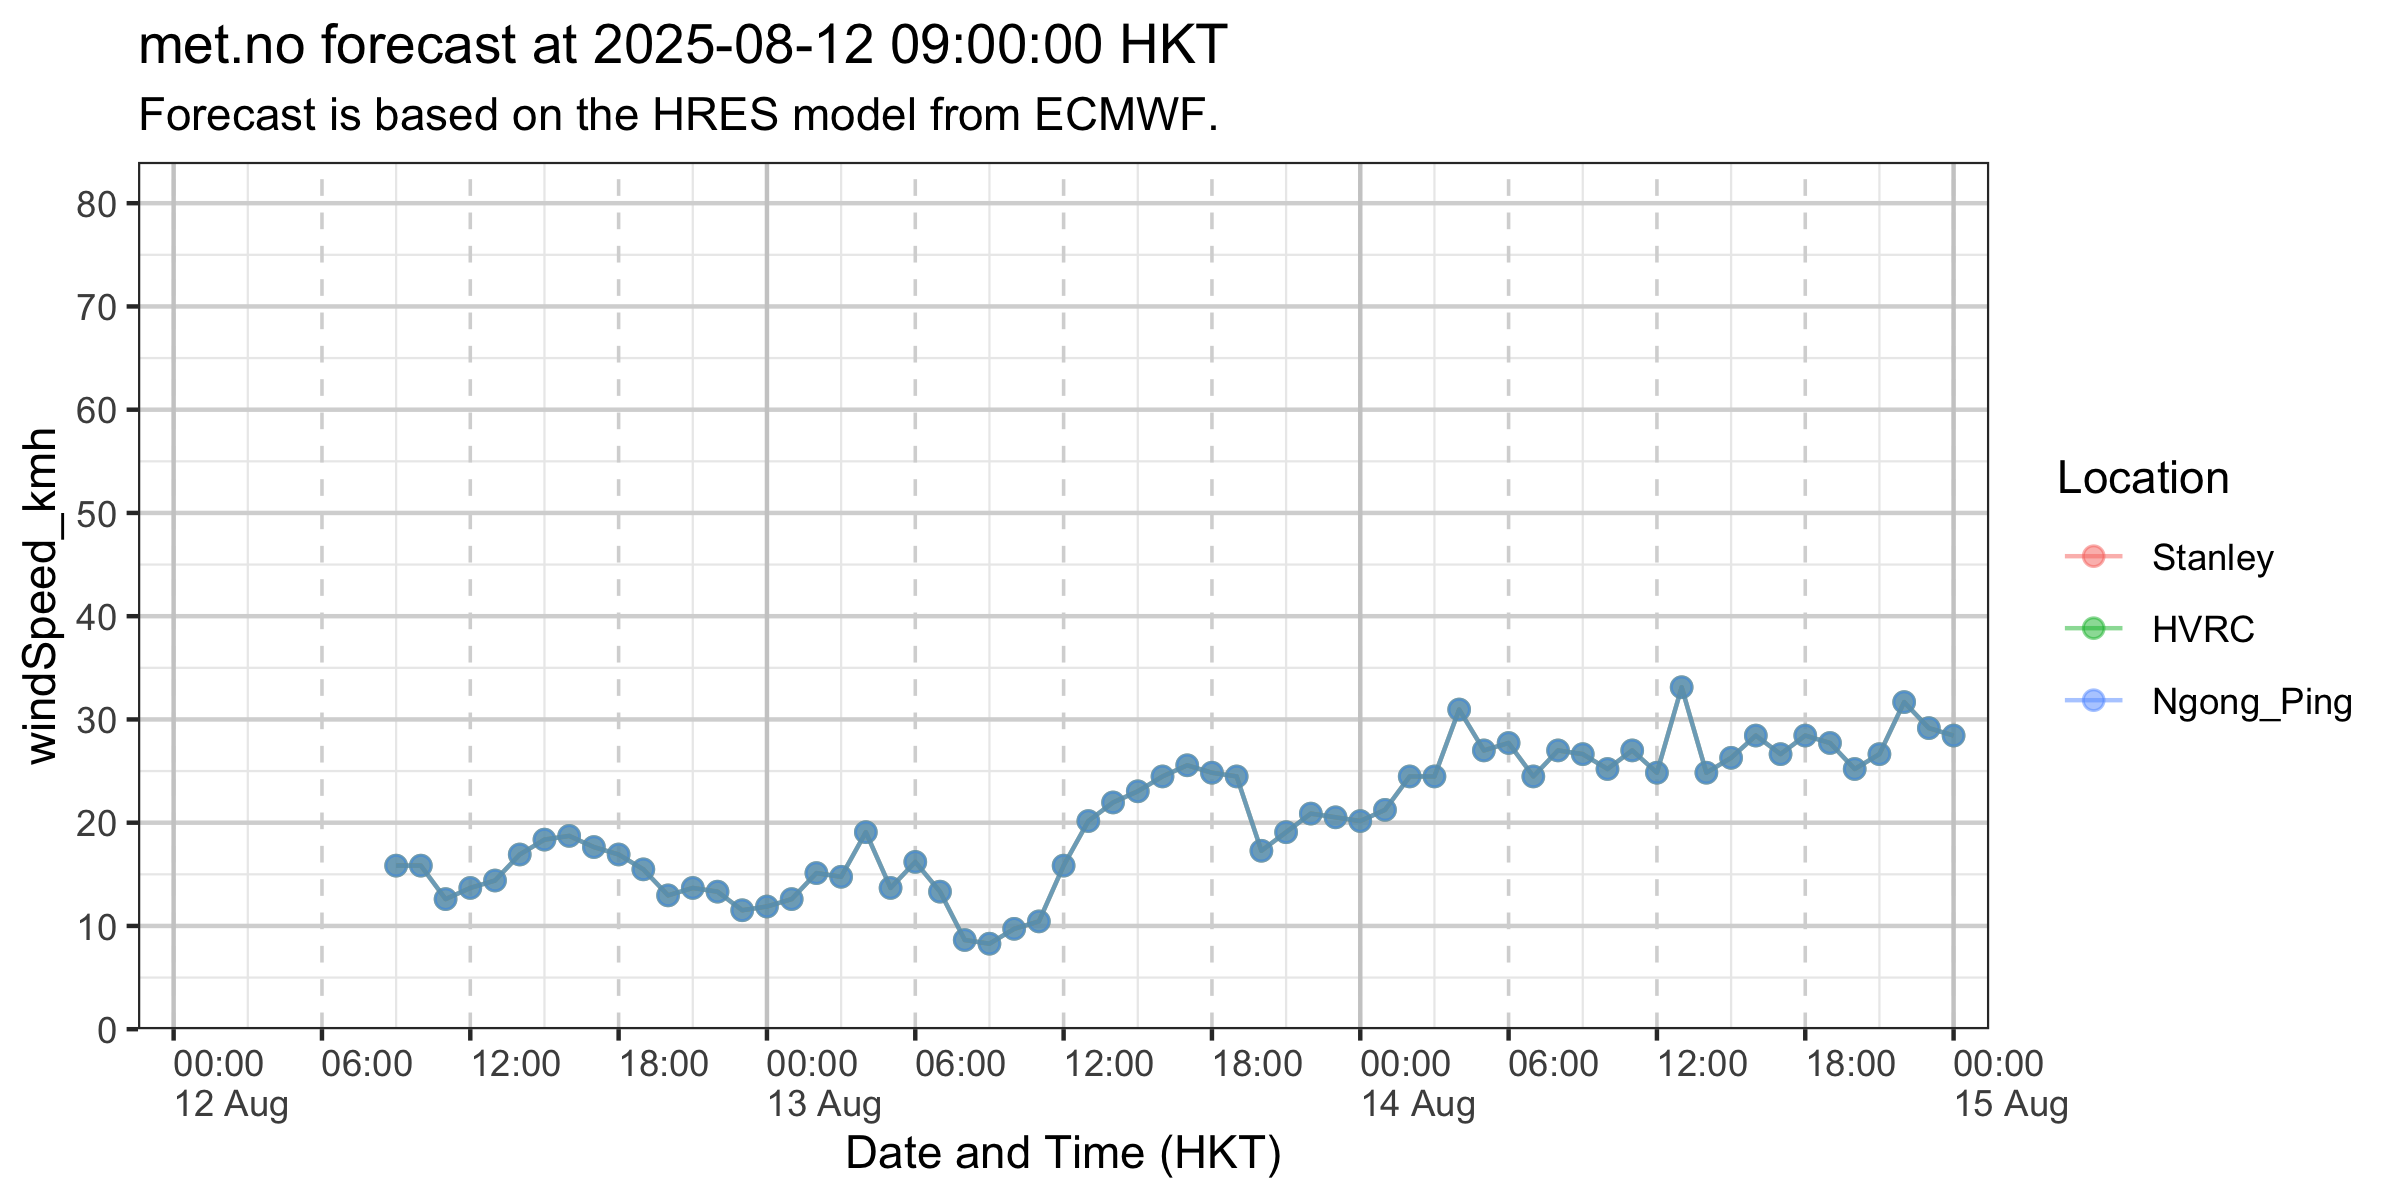 met.no forecast at 2025-08-12 09:00:00 HKT
Forecast is based on the HRES model from ECMWF.
windSpeed_kmh
80
70
60
50
40
30
20
10
0
00:00 06:00 12:00 18:00 00:00 06:00 12:00 18:00 00:00 06:00 12:00 18:00 00:00
12 Aug 13 Aug 14 Aug 15 Aug
Date and Time (HKT)
Location
Stanley
HVRC
Ngong_Ping